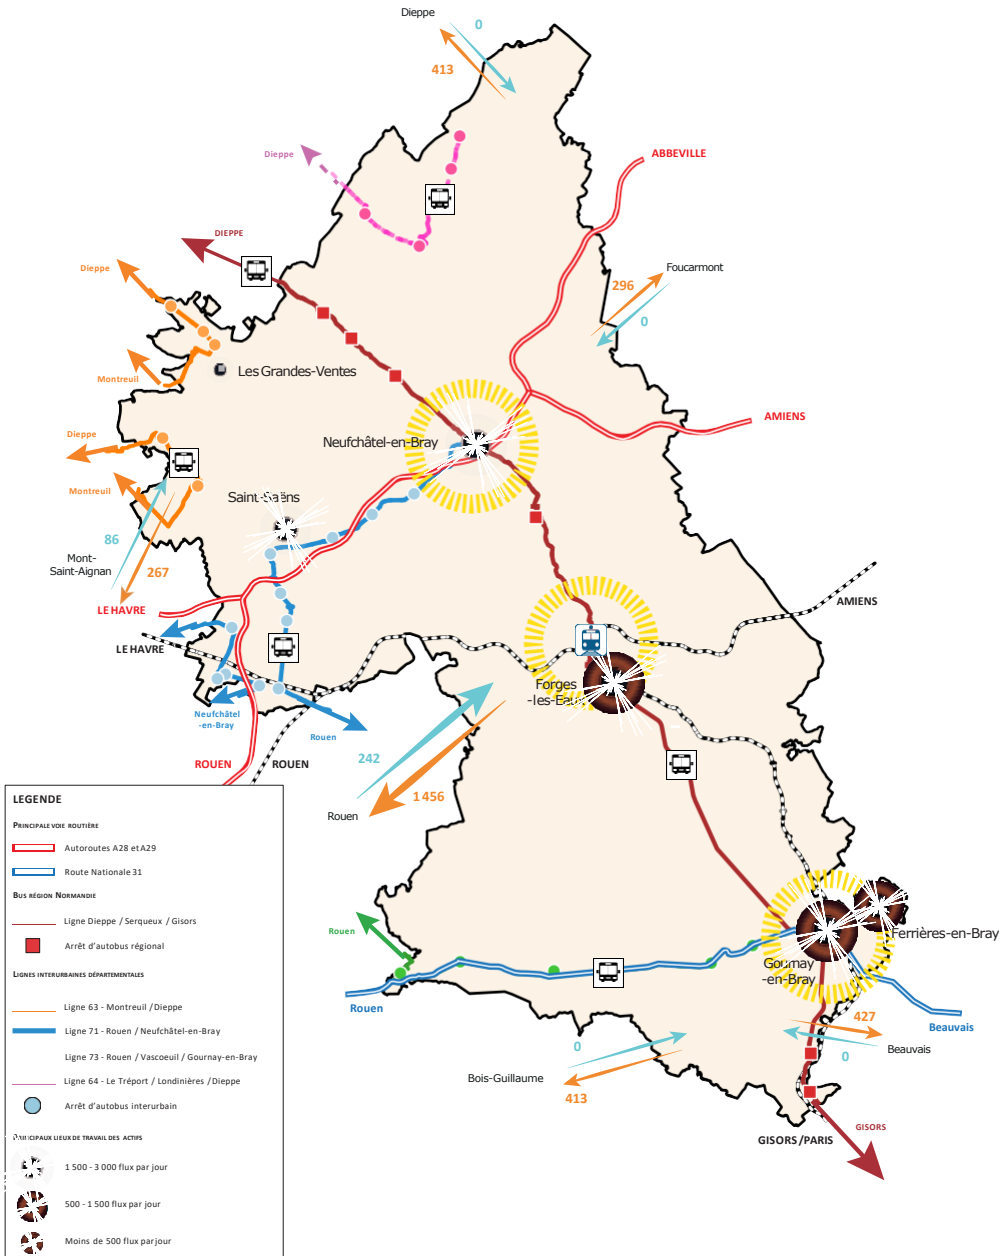 Dieppe
0
413
Dieppe
ABBEVILLE
DIEPPE
Dieppe
Foucarmont
296
0
Montreuil
Les Grandes-Ventes
AMIENS
Neufchâtel-en-Bray
Dieppe
Montreuil
Saint-Saëns
86
Mont-
Saint-Aignan
267
LE HAVRE
AMIENS
LE HAVRE
Forges
-les-Eaux
Neufchâtel
-en-Bray
Rouen
ROUEN
ROUEN
242
1 456
Rouen
LEGENDE
PRINCIPALE VOIE ROUTIÈRE
Autoroutes A28 et A29
Route Nationale 31
BUS RÉGION NORMANDIE
Ligne Dieppe / Serqueux / Gisors
Arrêt d'autobus régional
LIGNES INTERURBAINES DÉPARTEMENTALES
Ligne 63 - Montreuil / Dieppe
Ligne 71 - Rouen / Neufchâtel-en-Bray
Ligne 73 - Rouen / Vascoeuil / Gournay-en-Bray
Ligne 64 - Le Tréport / Londinières / Dieppe
Arrêt d'autobus interurbain
PRINCIPAUX LIEUX DE TRAVAIL DES ACTIFS
1 500 - 3 000 flux par jour
500 - 1 500 flux par jour
Moins de 500 flux par jour
Rouen
Ferrières-en-Bray
Gournay
-en-Bray
Rouen
Beauvais
427
0
Beauvais
0
Bois-Guillaume
413
GISORS
GISORS/PARIS